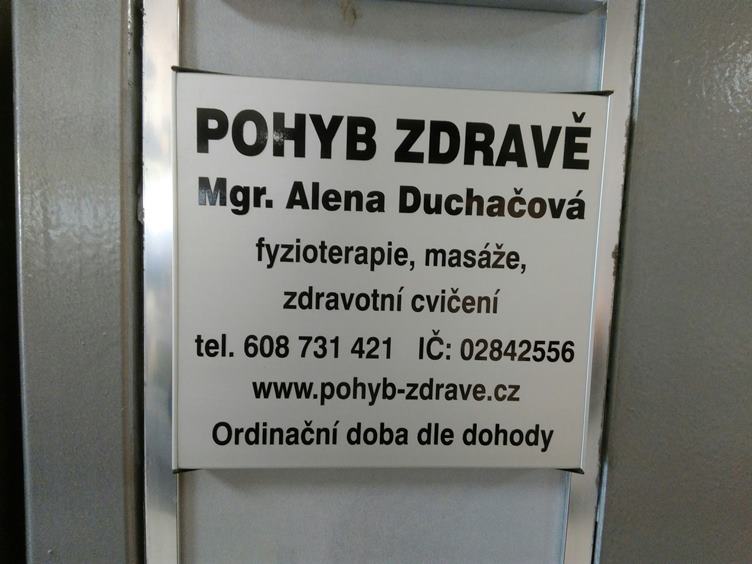 POHYB ZDRAVĚ
Mgr. Alena Duchačová
fyzioterapie, masáže,
zdravotní cvičení
tel. 608 731 421 IČ: 02842556
www.pohyb-zdrave.cz
Ordinační doba dle dohody